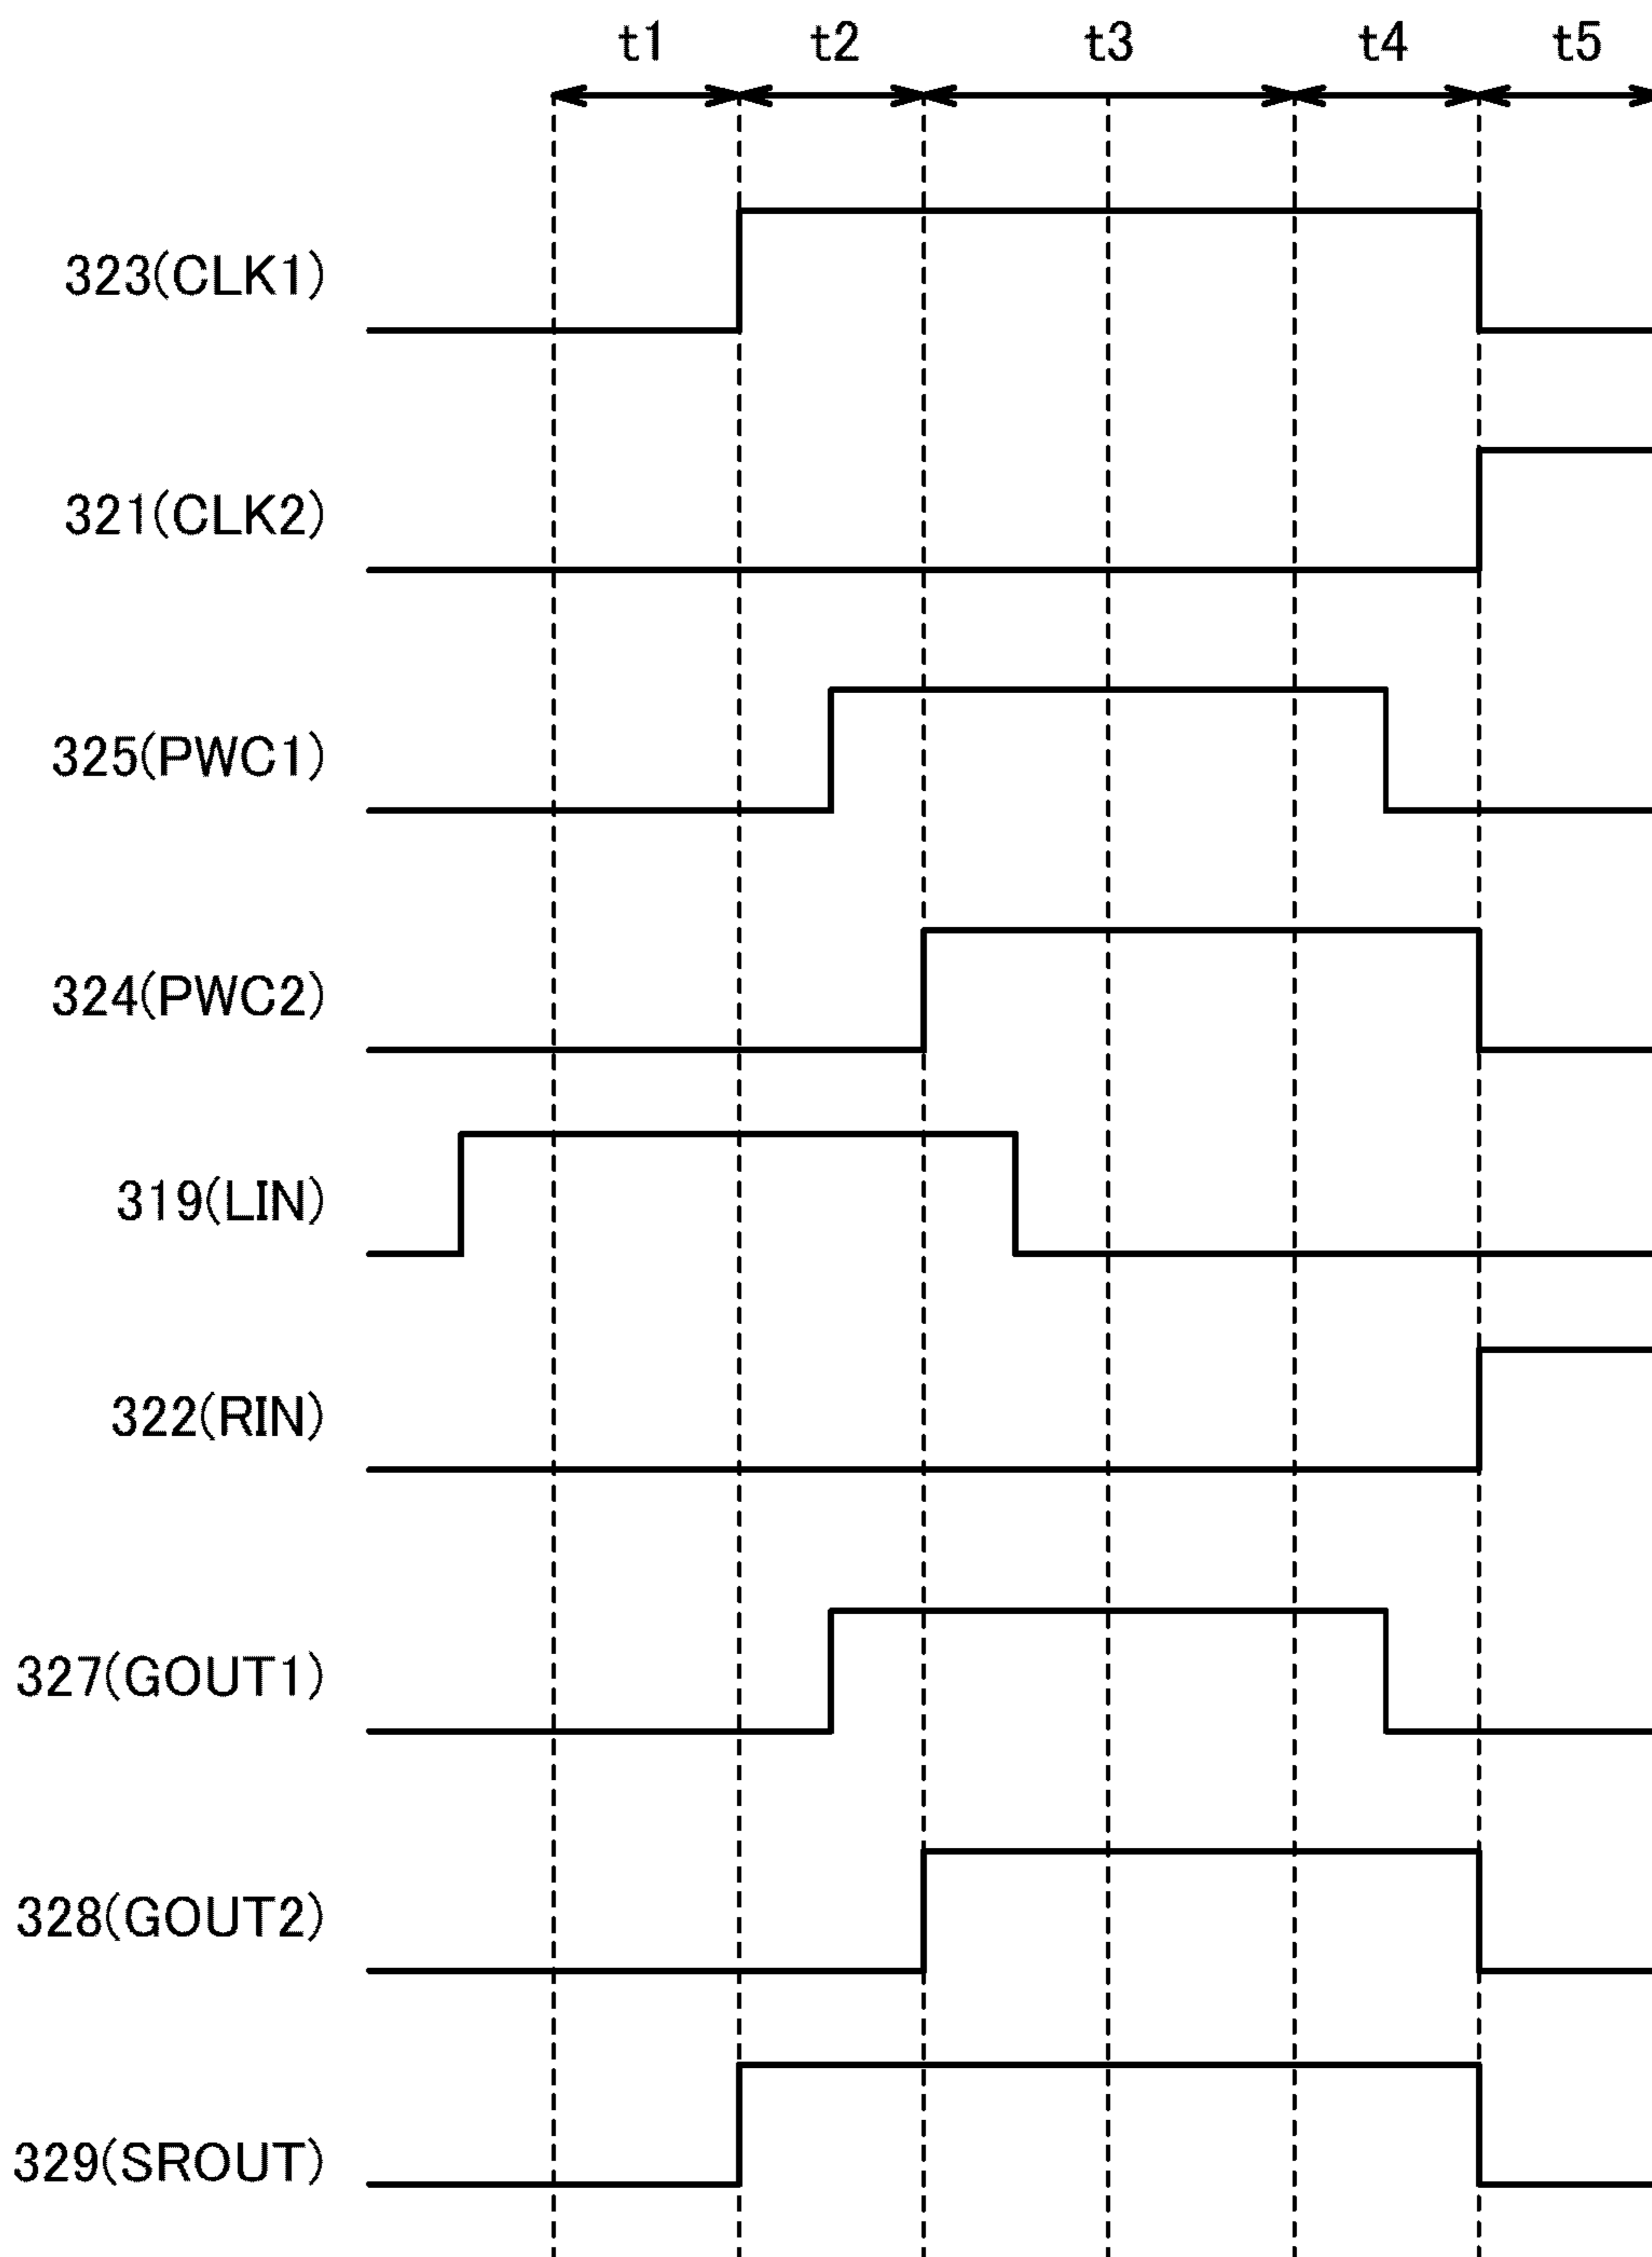 t1 t2 t3 t4 t5
323(CLK1)
321(CLK2)
325(PWC1)
324(PWC2)
319(LIN)
322(RIN)
327(GOUT1)
328(GOUT2)
329(SROUT)